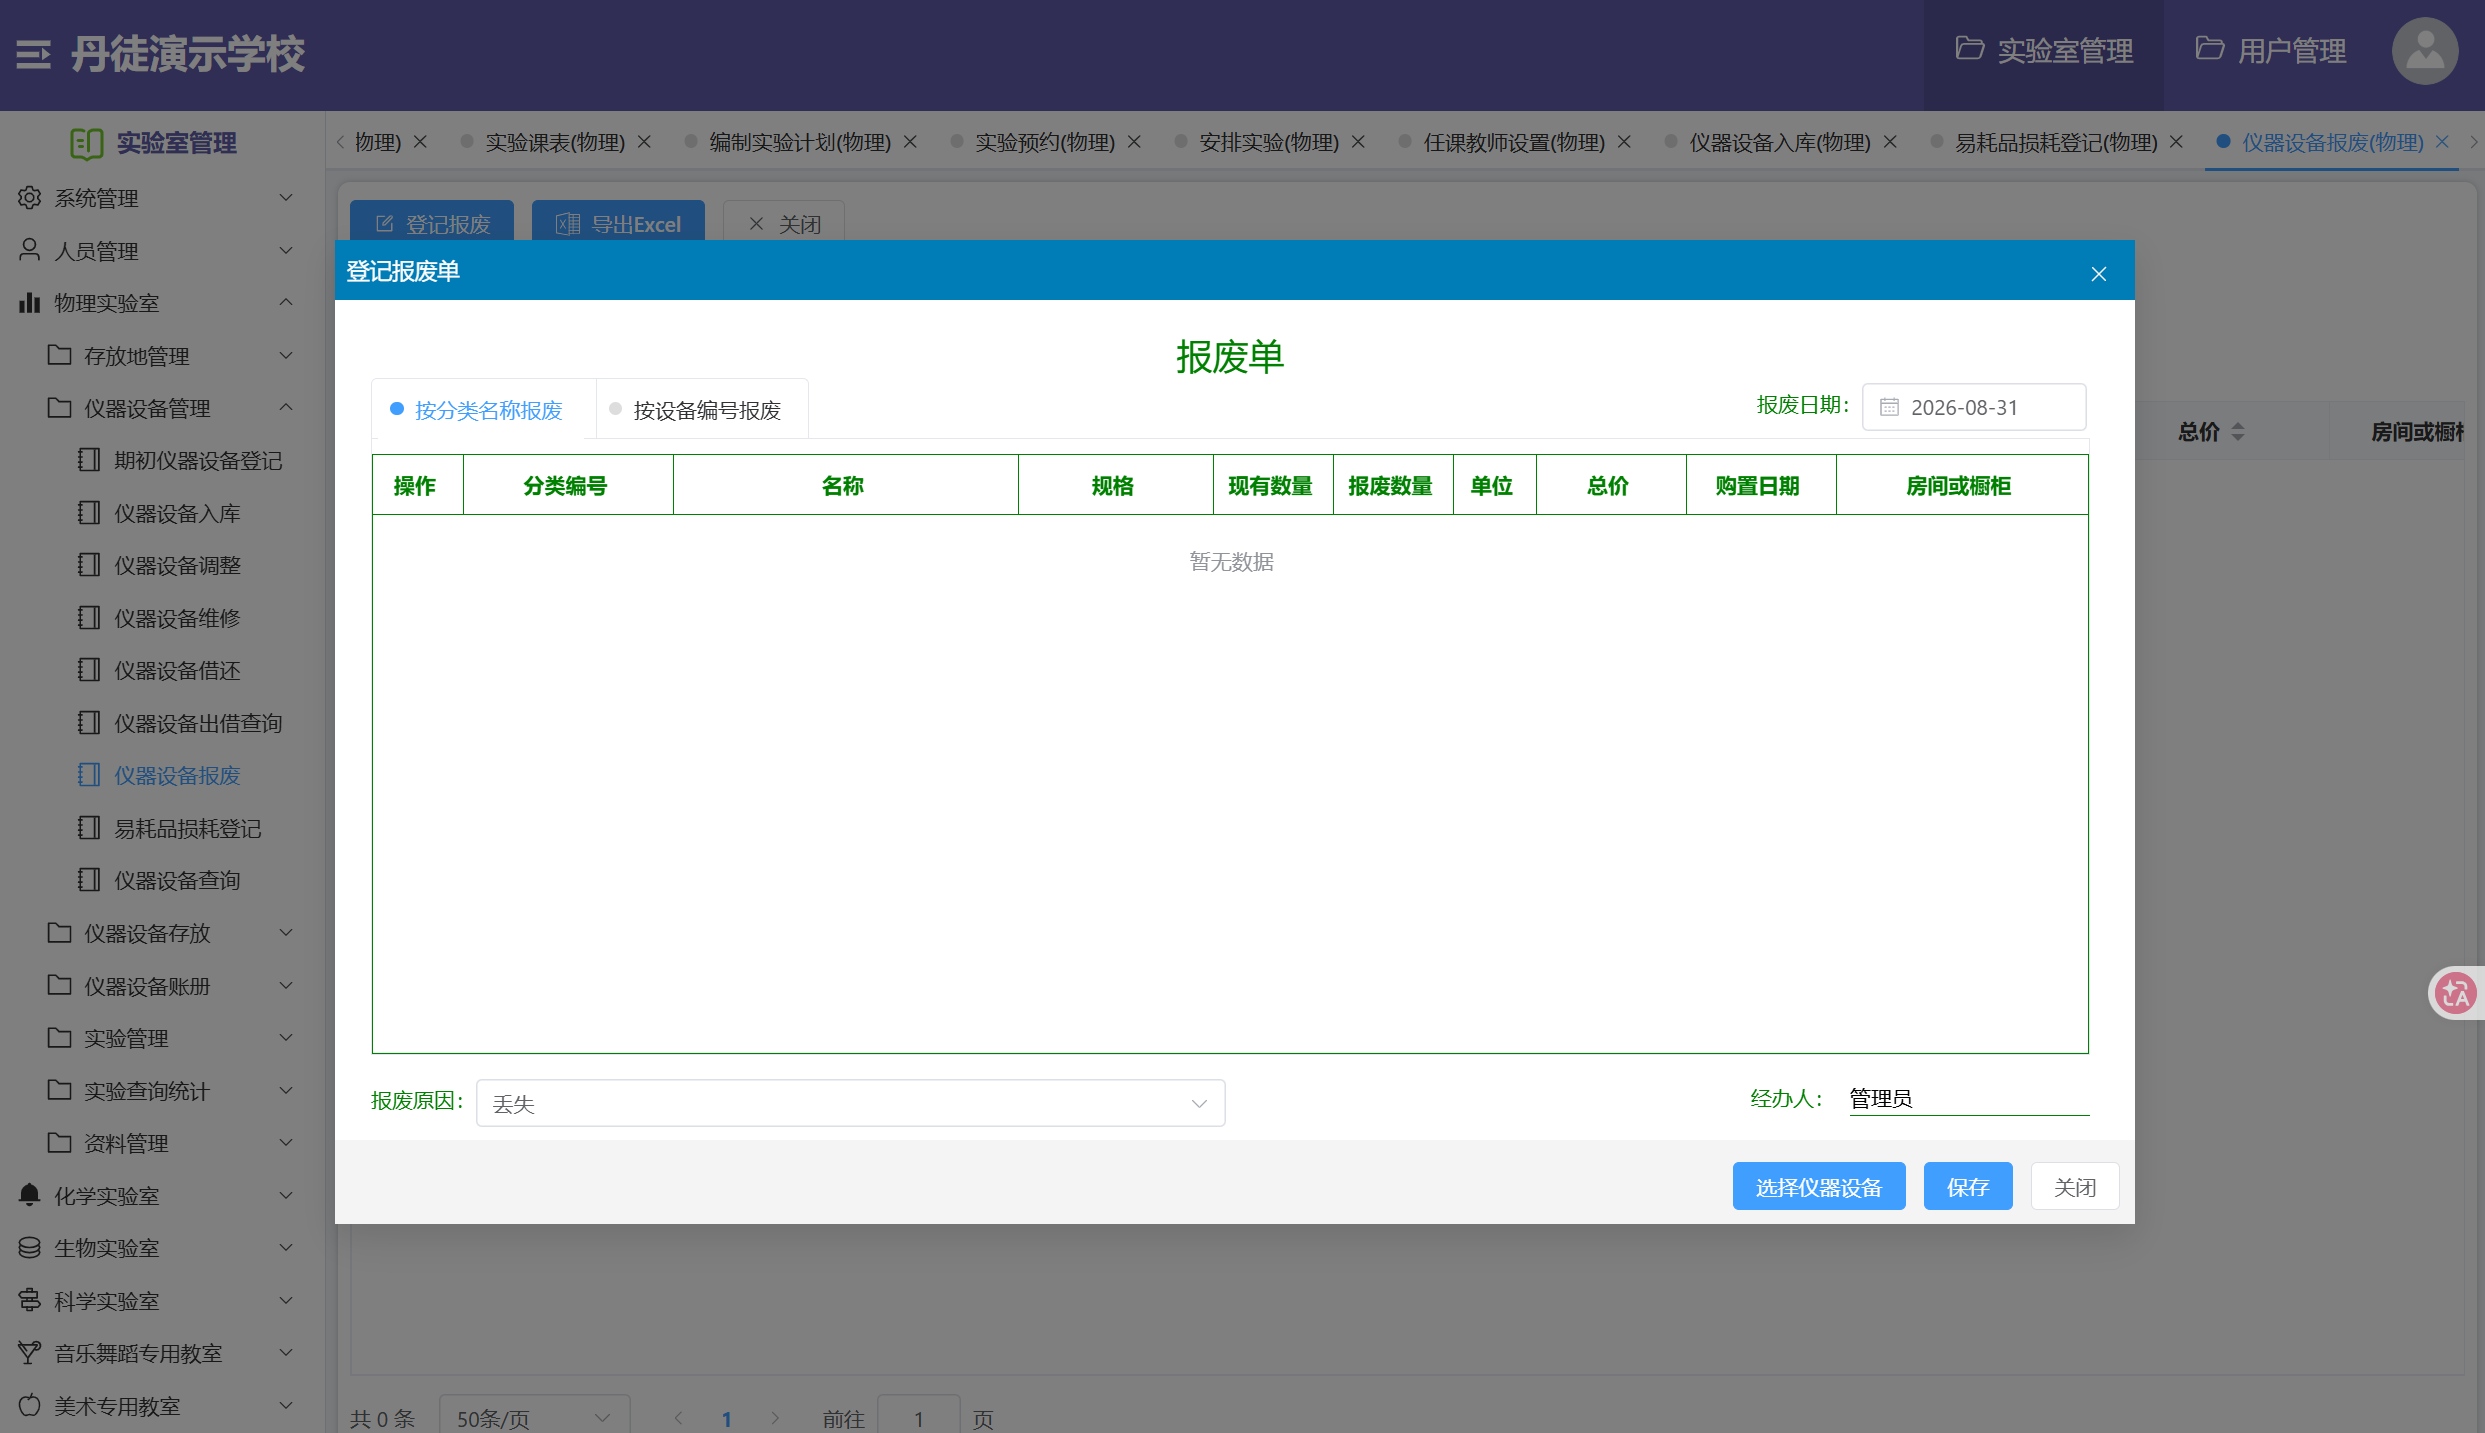 丹徒演示学校
实验室管理
用户管理
实验室管理
物理)
实验课表(物理)
编制实验计划(物理)
实验预约(物理)
安排实验(物理)
任课教师设置(物理)
仪器设备入库(物理)
易耗品损耗登记(物理)
仪器设备报废(物理)
系统管理
人员管理
物理实验室
存放地管理
仪器设备管理
期初仪器设备登记
仪器设备入库
仪器设备调整
仪器设备维修
仪器设备借还
仪器设备出借查询
仪器设备报废
易耗品损耗登记
仪器设备查询
仪器设备存放
仪器设备账册
实验管理
实验查询统计
资料管理
化学实验室
生物实验室
科学实验室
音乐舞蹈专用教室
美术专用教室
登记报废
导出Excel
关闭
总价
房间或橱
登记报废单
报废单
按分类名称报废
按设备编号报废
报废日期:
2026-08-31
操作
分类编号
名称
规格
现有数量
报废数量
单位
总价
购置日期
房间或橱柜
暂无数据
报废原因:
丢失
经办人:
管理员
选择仪器设备
保存
关闭
共 0 条
50条/页
1
前往
1
页